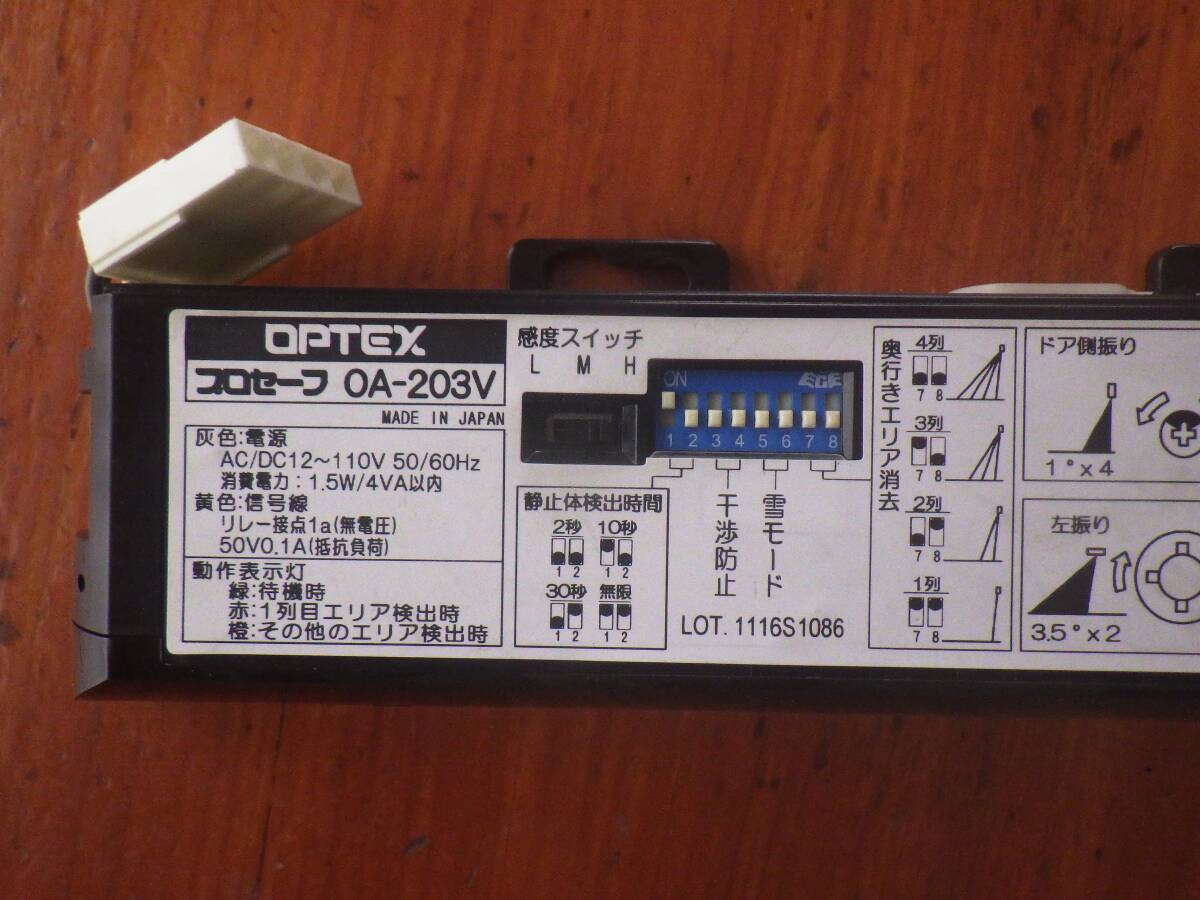 OPTEX
プロセーフ OA-203V
MADE IN JAPAN
灰色:電源
AC/DC12～110V 50/60Hz
消費電力:1.5W/4VA以内
黄色:信号線
リレー接点1a(無電圧)
50V0.1A(抵抗負荷)
動作表示灯
緑:待機時
赤:1列目エリア検出時
橙:その他のエリア検出時
感度スイッチ
L M H
ON ECE
1 2 3 4 5 6 7 8
静止体検出時間
2秒 10秒
1 2 1 2
30秒 無限
1 2 1 2
干渉防止
雪モード
LOT. 1116S1086
奥行きエリア消去
4列
7 8
3列
7 8
2列
7 8
1列
7 8
ドア側振り
1°×4
左振り
3.5°×2